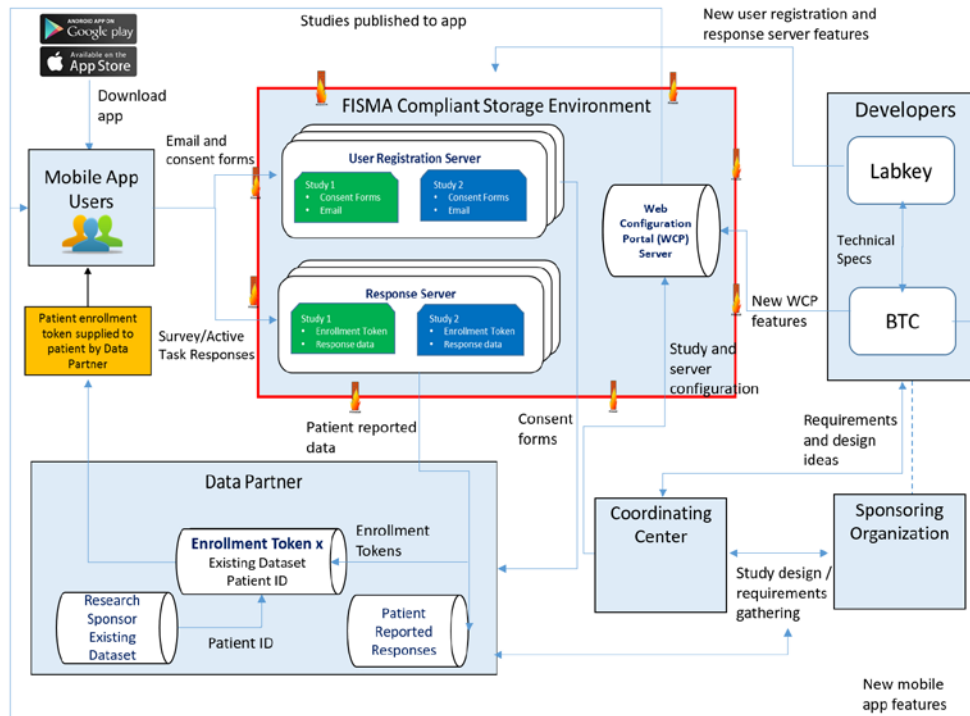 Studies published to app
New user registration and
response server features
ANDROID APP ON
Google play
Available on the
App Store
Download
app
Email and
consent forms
FISMA Compliant Storage Environment
Developers
User Registration Server
Study 1
• Consent Forms
• Email
Study 2
• Consent Forms
• Email
Labkey
Mobile App
Users
Web
Configuration
Portal (WCP)
Server
Technical
Specs
Response Server
Study 1
• Enrollment Token
• Response data
Study 2
• Enrollment Token
• Response data
New WCP
features
BTC
Patient enrollment
token supplied to
patient by Data
Partner
Survey/Active
Task Responses
Study and
server
configuration
Patient reported
data
Consent
forms
Requirements
and design
ideas
Data Partner
Coordinating
Center
Sponsoring
Organization
Enrollment Token x
Existing Dataset
Patient ID
Enrollment
Tokens
Study design /
requirements
gathering
Research
Sponsor
Existing
Dataset
Patient ID
Patient
Reported
Responses
New mobile
app features